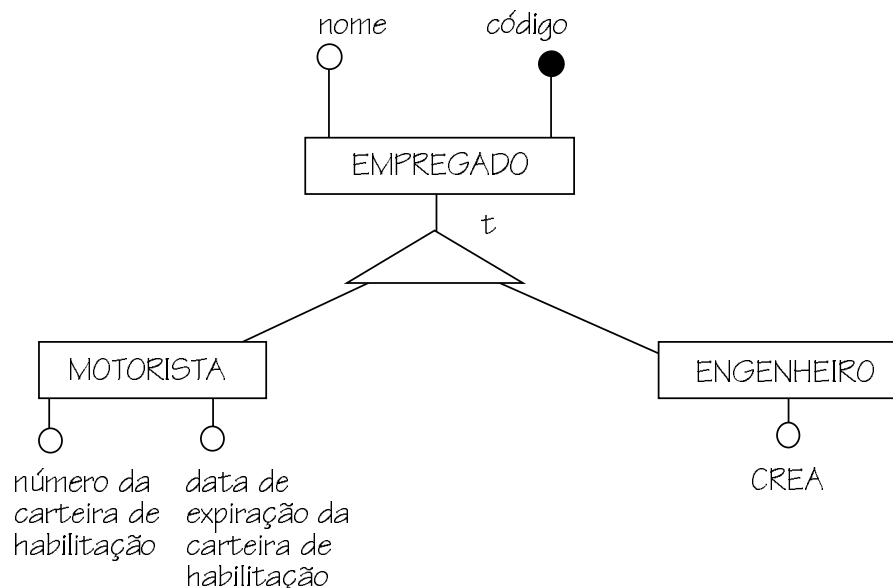 nome
código
EMPREGADO
t
MOTORISTA
ENGENHEIRO
número da
carteira de
habilitação
data de
expiração da
carteira de
habilitação
CREA